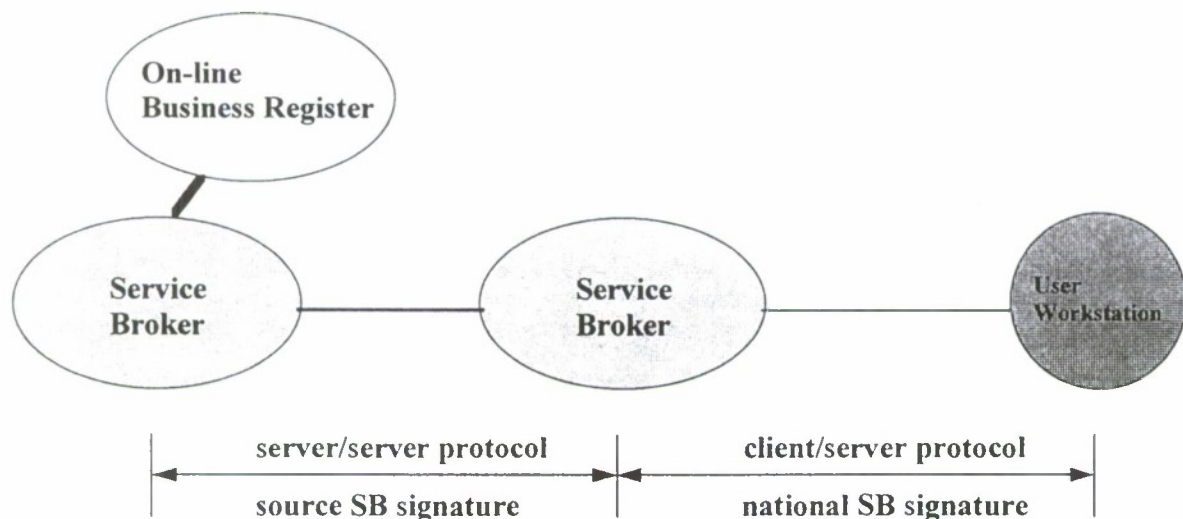 On-line
Business Register
Service
Broker
Service
Broker
User
Workstation
server/server protocol
client/server protocol
source SB signature
national SB signature